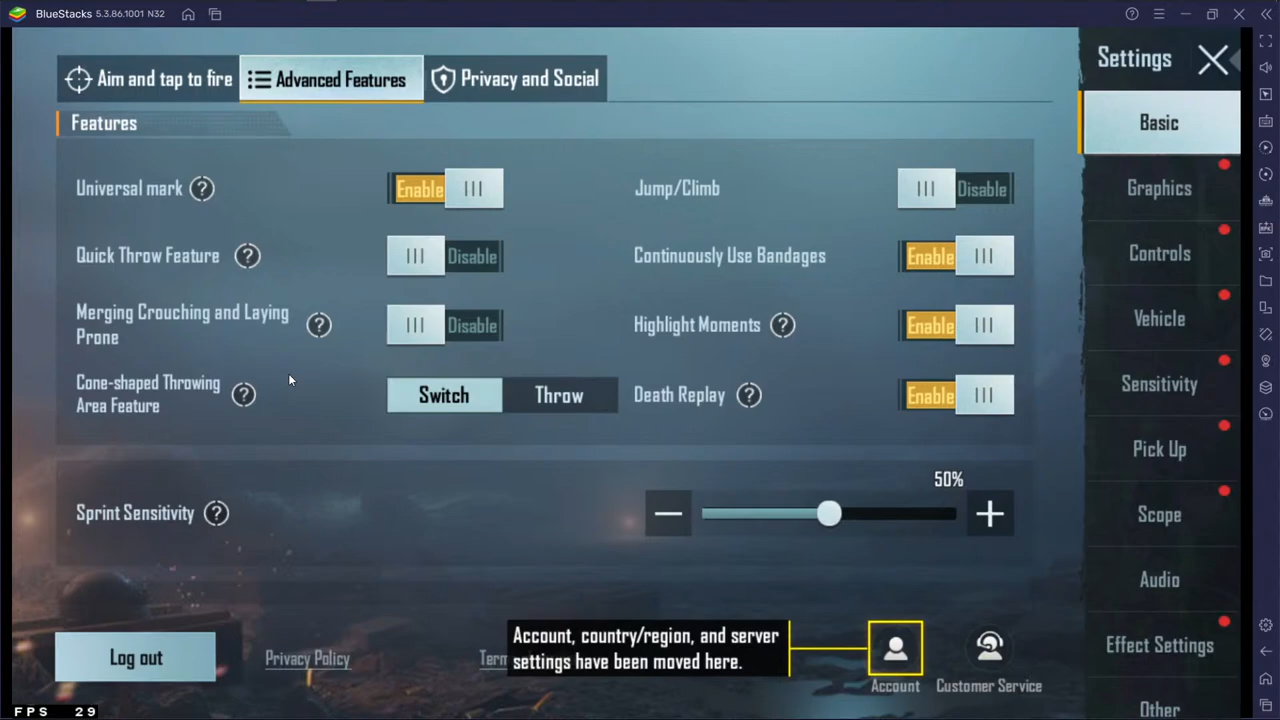 BlueStacks 5.3.86.1001 N32
Aim and tap to fire
Advanced Features
Privacy and Social
Settings
Features
Basic
Universal mark
Enable
Jump/Climb
Disable
Graphics
Quick Throw Feature
Disable
Continuously Use Bandages
Enable
Controls
Merging Crouching and Laying
Prone
Disable
Highlight Moments
Enable
Vehicle
Cone-shaped Throwing
Area Feature
Switch
Throw
Death Replay
Enable
Sensitivity
Pick Up
50%
Sprint Sensitivity
Scope
Audio
Account, country/region, and server
settings have been moved here.
Log out
Privacy Policy
Account
Customer Service
Effect Settings
Other
FPS 29